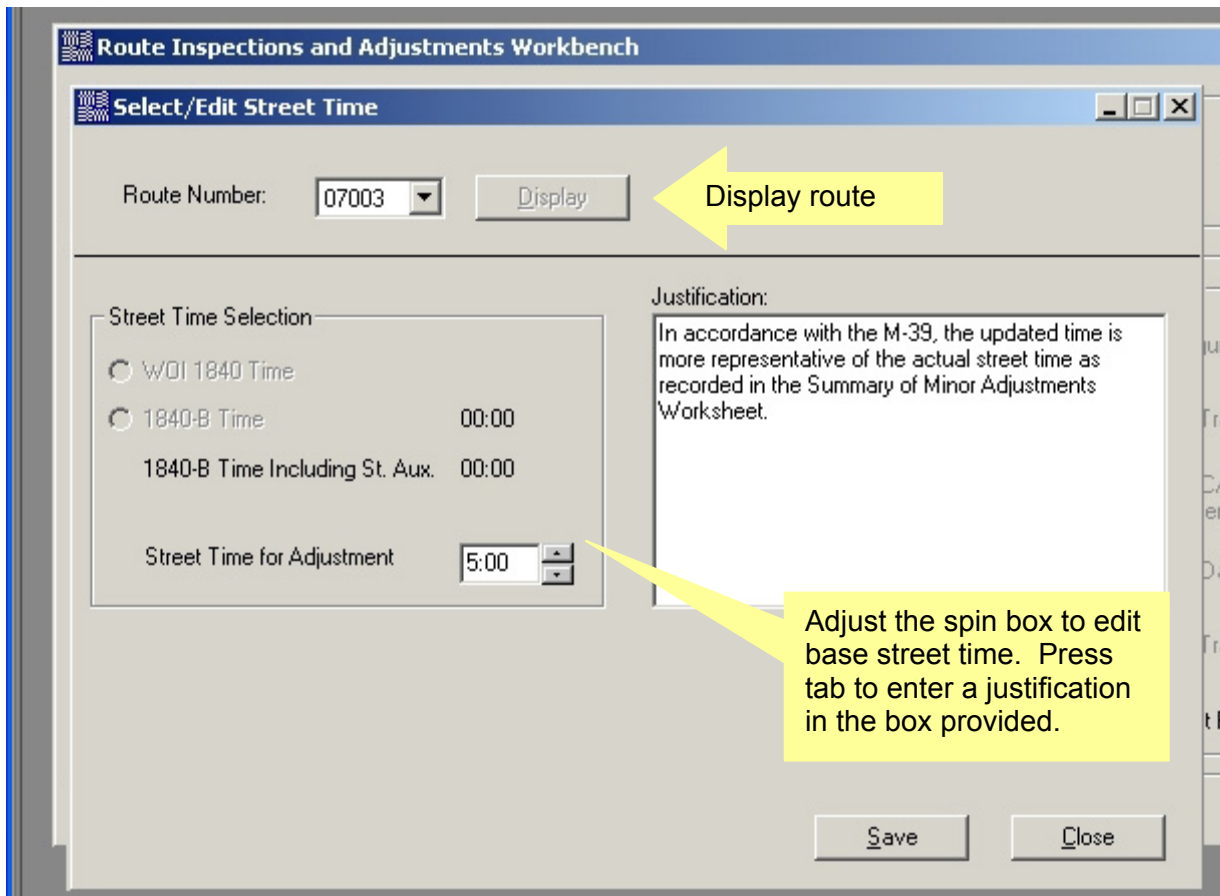 Route Inspections and Adjustments Workbench
Select/Edit Street Time
Route Number: 07003 Display
Display route
Street Time Selection
WOI 1840 Time
1840-B Time 00:00
1840-B Time Including St. Aux. 00:00
Street Time for Adjustment 5:00
Justification:
In accordance with the M-39, the updated time is
more representative of the actual street time as
recorded in the Summary of Minor Adjustments
Worksheet.
Adjust the spin box to edit
base street time. Press
tab to enter a justification
in the box provided.
Save Close